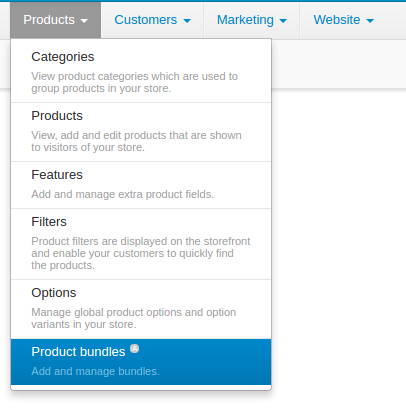 Products Customers Marketing Website
Categories
View product categories which are used to
group products in your store.
Products
View, add and edit products that are shown
to visitors of your store.
Features
Add and manage extra product fields.
Filters
Product filters are displayed on the storefront
and enable your customers to quickly find
the products.
Options
Manage global product options and option
variants in your store.
Product bundles A
Add and manage bundles.